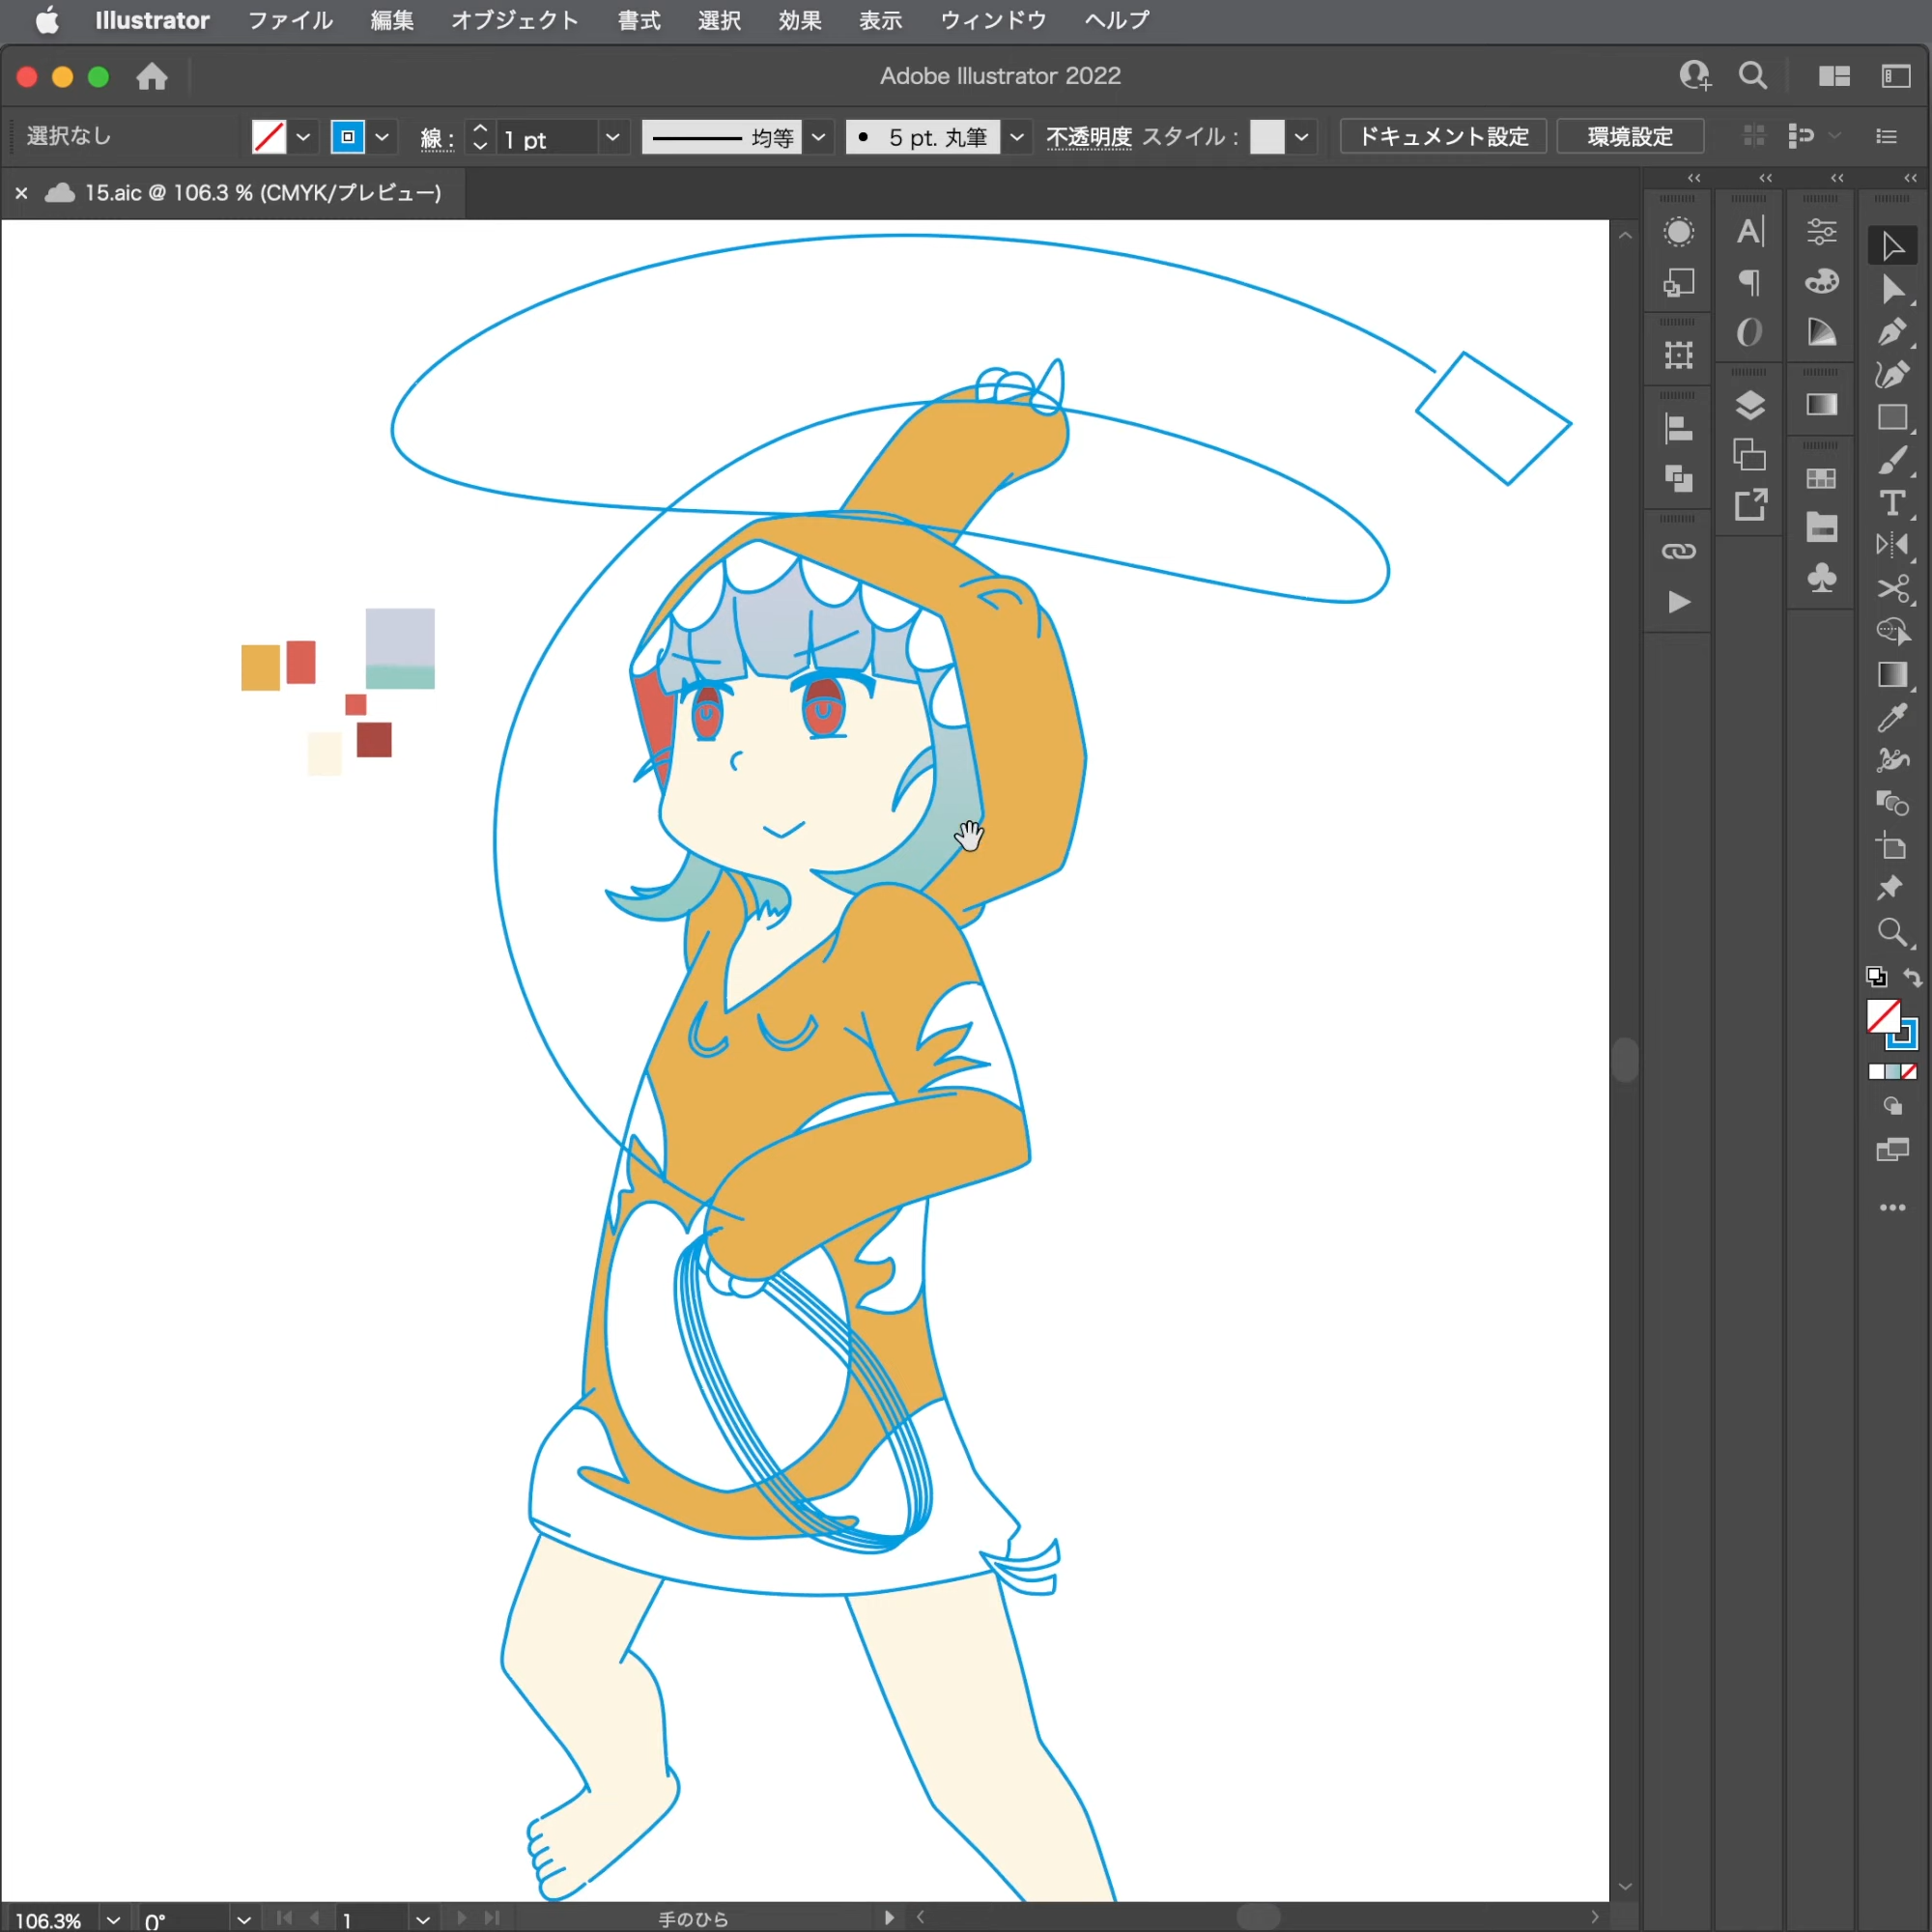 Illustrator ファイル 編集 オブジェクト 書式 選択 効果 表示 ウィンドウ ヘルプ
Adobe Illustrator 2022
選択なし 線 : 1 pt 均等 5 pt. 丸筆 不透明度 スタイル : ドキュメント設定 環境設定
15.aic @ 106.3 % (CMYK/プレビュー)
106.3% 0° 1 手のひら